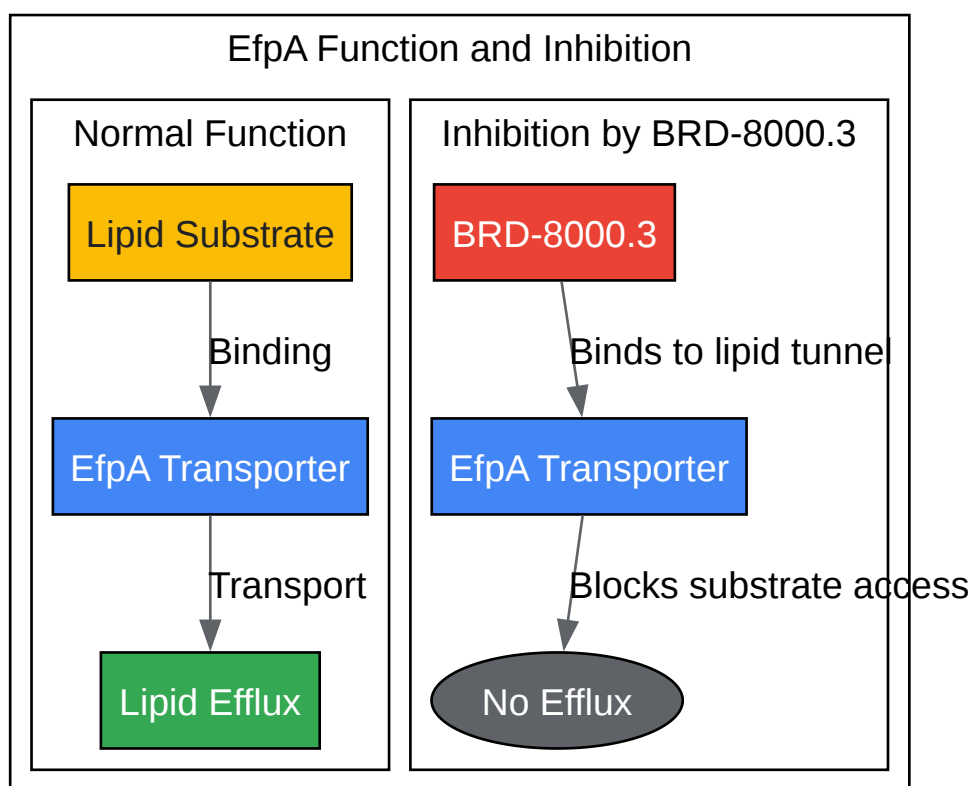 EfpA Function and Inhibition
Normal Function
Lipid Substrate
Binding
EfpA Transporter
Transport
Lipid Efflux
Inhibition by BRD-8000.3
BRD-8000.3
Binds to lipid tunnel
EfpA Transporter
Blocks substrate access
No Efflux